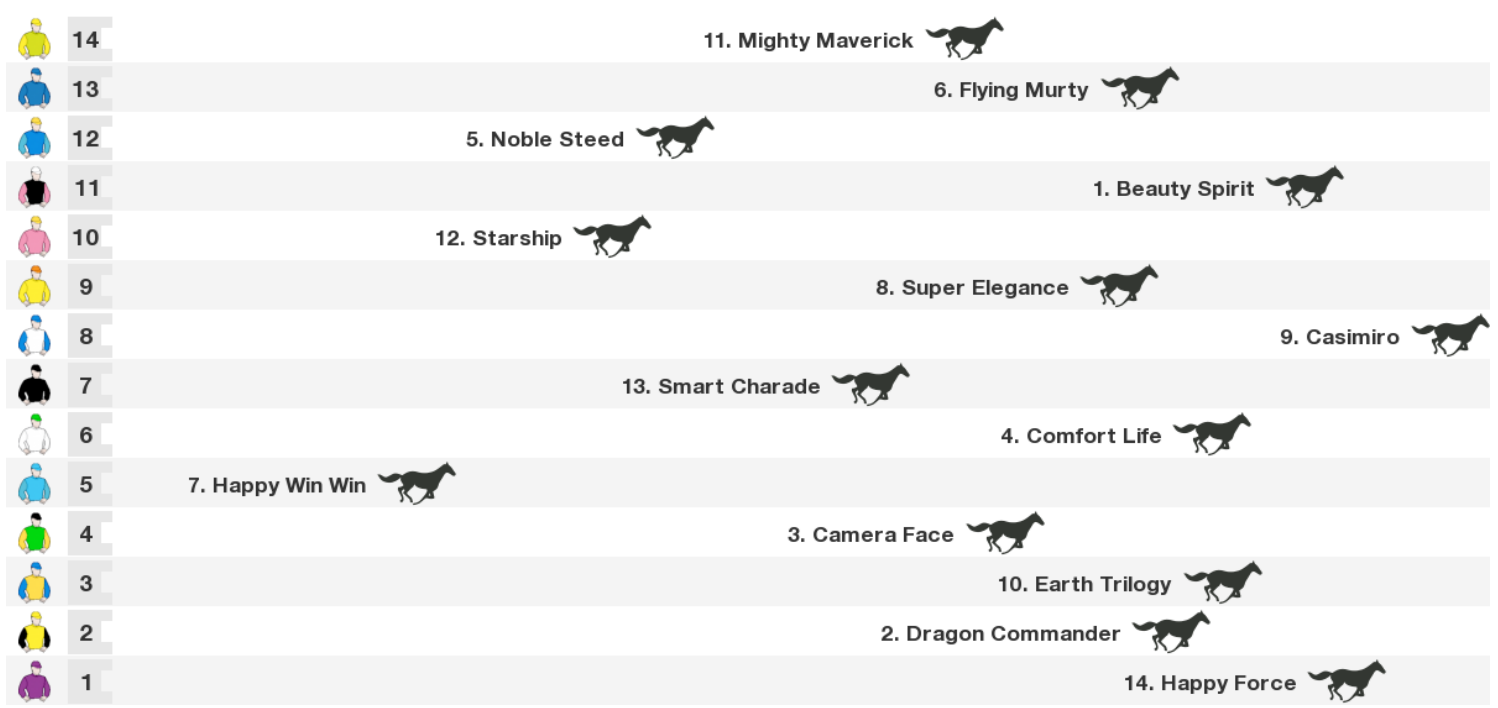 14 11. Mighty Maverick
13 6. Flying Murty
12 5. Noble Steed
11 1. Beauty Spirit
10 12. Starship
9 8. Super Elegance
8 9. Casimiro
7 13. Smart Charade
6 4. Comfort Life
5 7. Happy Win Win
4 3. Camera Face
3 10. Earth Trilogy
2 2. Dragon Commander
1 14. Happy Force